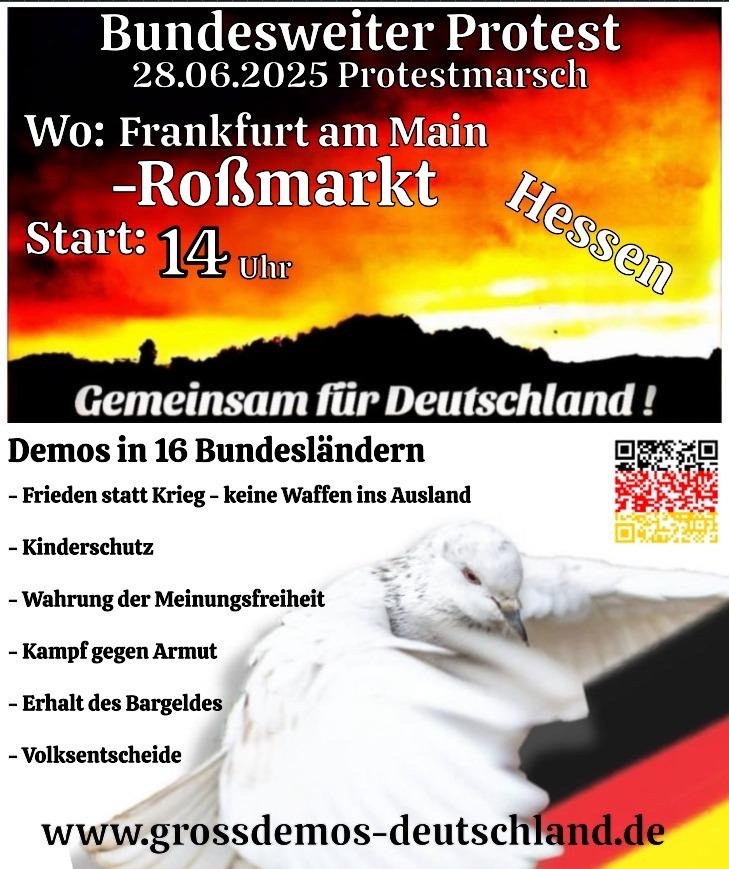 Bundesweiter Protest
28.06.2025 Protestmarsch
Wo: Frankfurt am Main
-Roßmarkt
Hessen
Start: 14 Uhr
Gemeinsam für Deutschland !
Demos in 16 Bundesländern
- Frieden statt Krieg - keine Waffen ins Ausland
- Kinderschutz
- Wahrung der Meinungsfreiheit
- Kampf gegen Armut
- Erhalt des Bargeldes
- Volksentscheide
www.grossdemos-deutschland.de